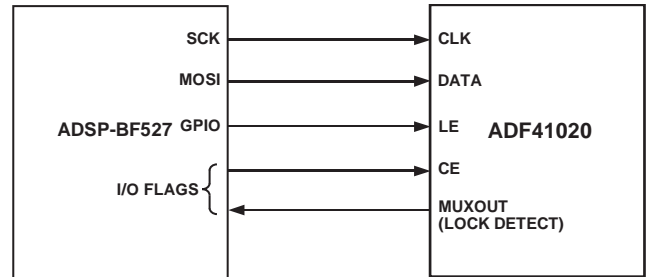 SCK
CLK
MOSI
DATA
ADSP-BF527
GPIO
LE
ADF41020
I/O FLAGS
CE
MUXOUT
(LOCK DETECT)